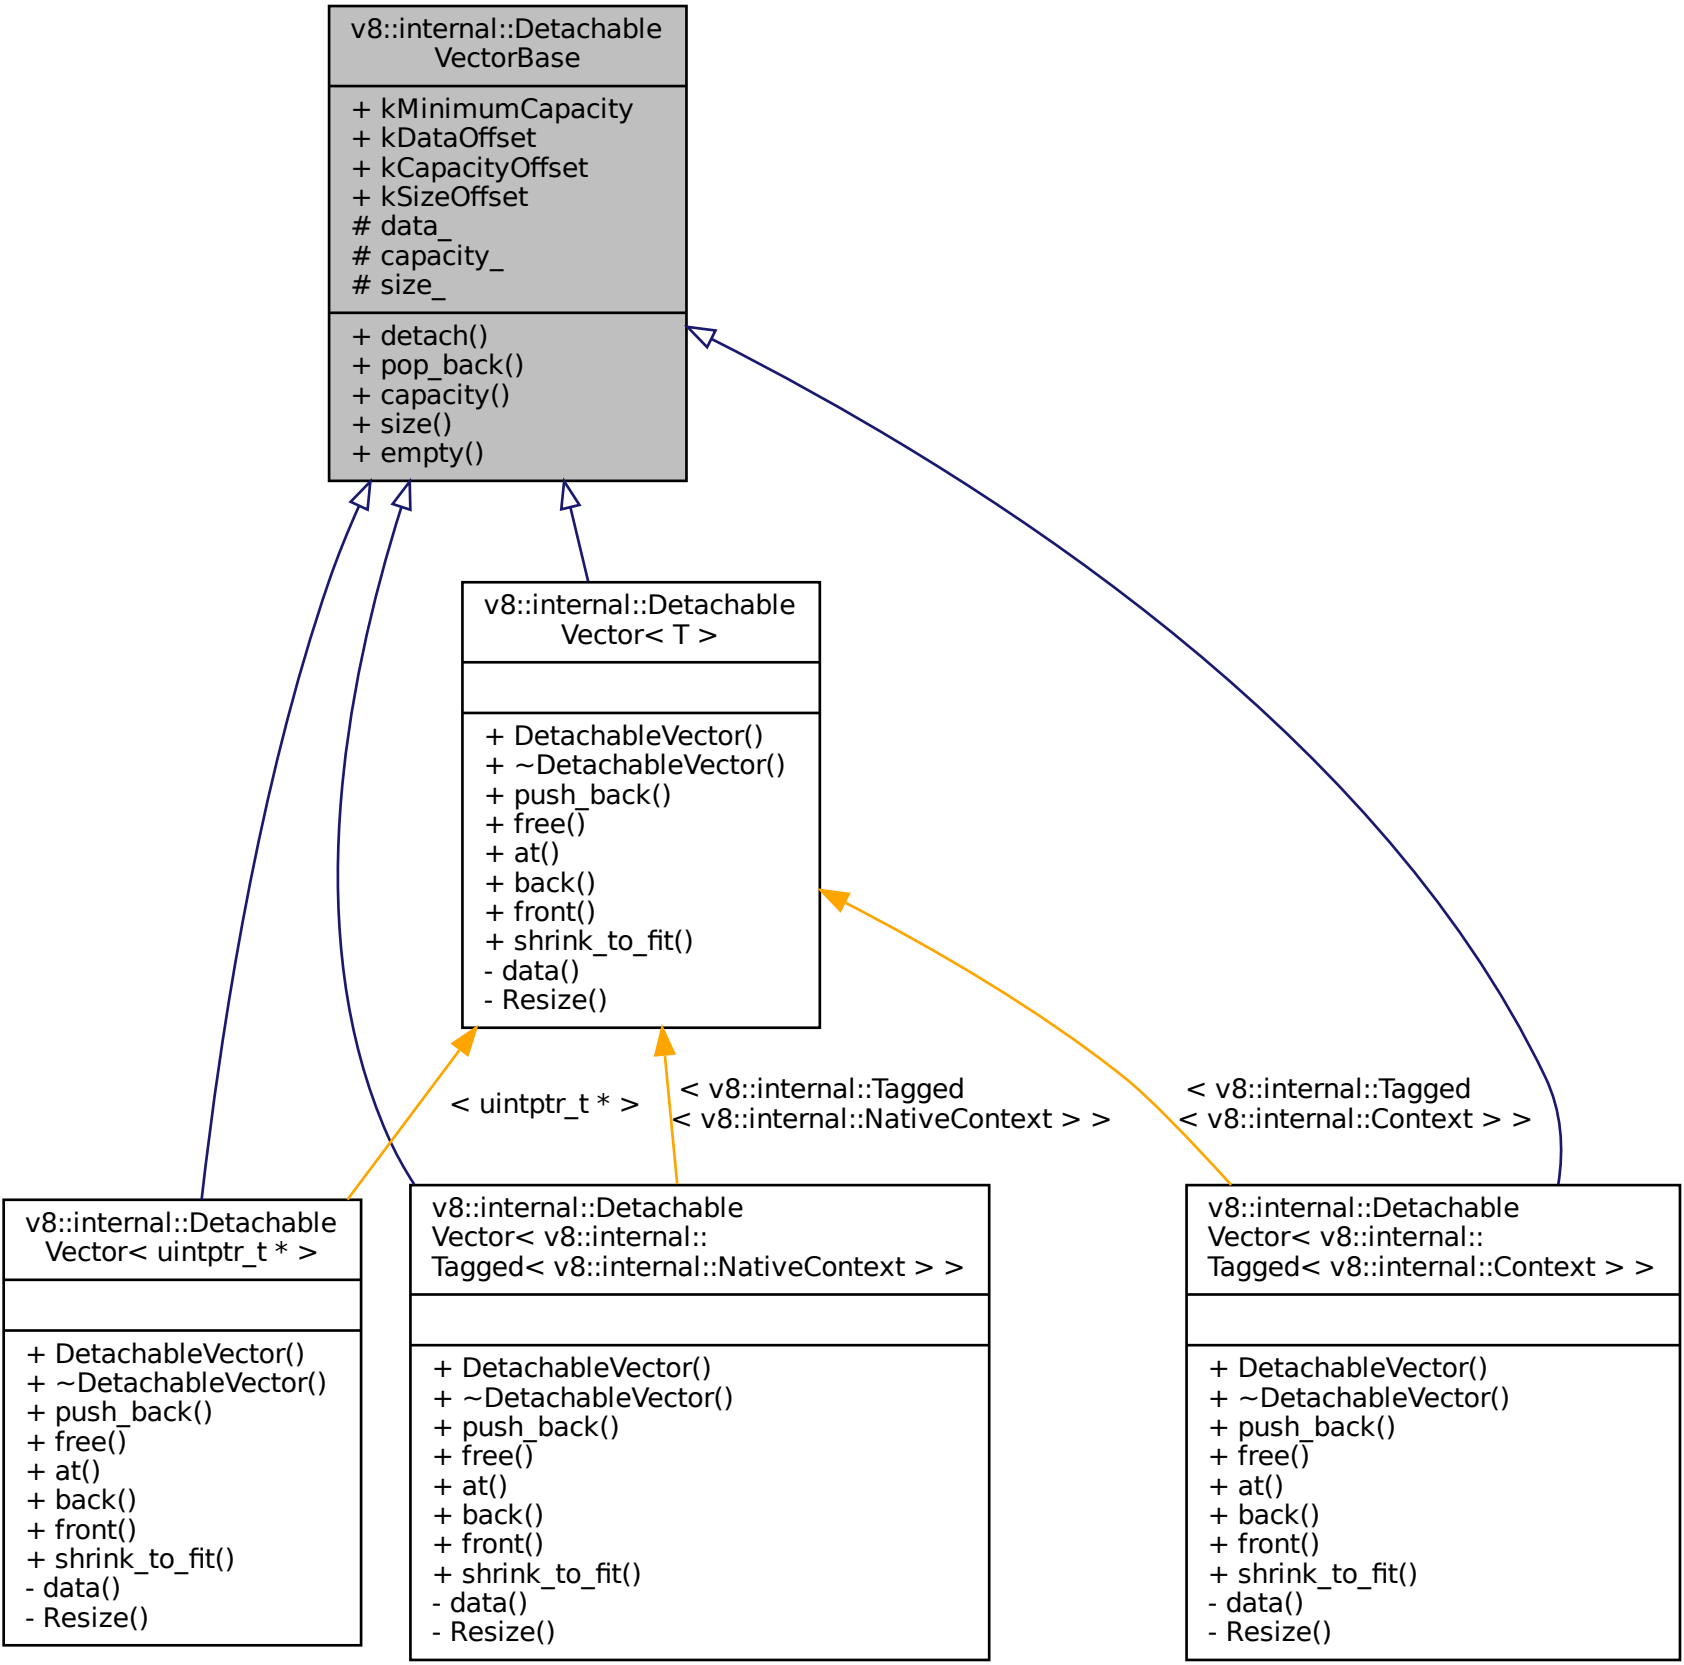 v8::internal::Detachable
VectorBase
+ kMinimumCapacity
+ kDataOffset
+ kCapacityOffset
+ kSizeOffset
# data_
# capacity_
# size_
+ detach()
+ pop_back()
+ capacity()
+ size()
+ empty()
v8::internal::Detachable
Vector< T >
+ DetachableVector()
+ ~DetachableVector()
+ push_back()
+ free()
+ at()
+ back()
+ front()
+ shrink_to_fit()
- data()
- Resize()
< uintptr_t * >
< v8::internal::Tagged
< v8::internal::NativeContext > >
< v8::internal::Tagged
< v8::internal::Context > >
v8::internal::Detachable
Vector< uintptr_t * >
+ DetachableVector()
+ ~DetachableVector()
+ push_back()
+ free()
+ at()
+ back()
+ front()
+ shrink_to_fit()
- data()
- Resize()
v8::internal::Detachable
Vector< v8::internal::
Tagged< v8::internal::NativeContext > >
+ DetachableVector()
+ ~DetachableVector()
+ push_back()
+ free()
+ at()
+ back()
+ front()
+ shrink_to_fit()
- data()
- Resize()
v8::internal::Detachable
Vector< v8::internal::
Tagged< v8::internal::Context > >
+ DetachableVector()
+ ~DetachableVector()
+ push_back()
+ free()
+ at()
+ back()
+ front()
+ shrink_to_fit()
- data()
- Resize()